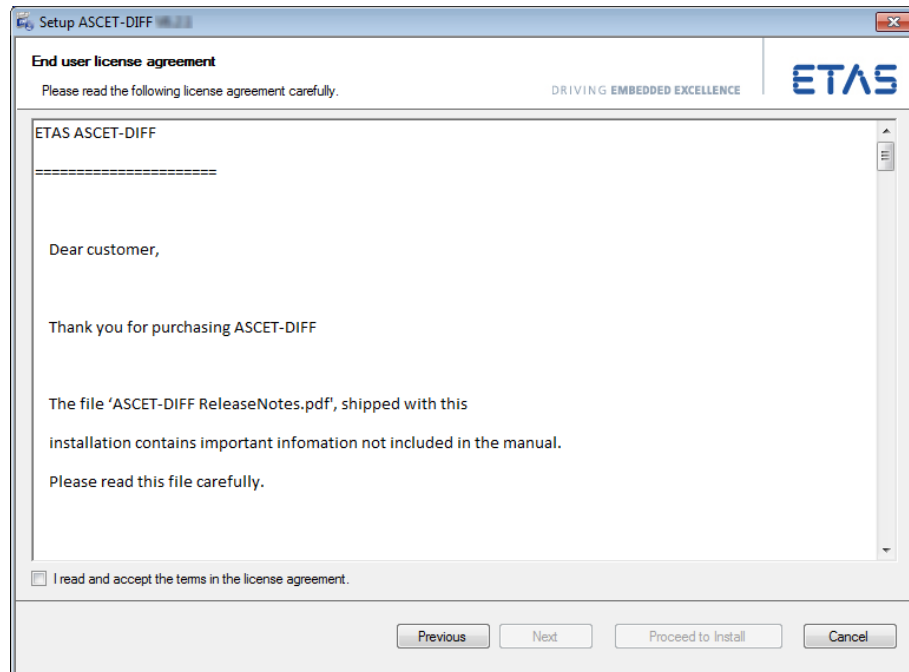 Setup ASCET-DIFF
End user license agreement
Please read the following license agreement carefully.
DRIVING EMBEDDED EXCELLENCE
ETAS
ETAS ASCET-DIFF
======================
Dear customer,
Thank you for purchasing ASCET-DIFF
The file ‘ASCET-DIFF ReleaseNotes.pdf', shipped with this
installation contains important infomation not included in the manual.
Please read this file carefully.
I read and accept the terms in the license agreement.
Previous Next Proceed to Install Cancel